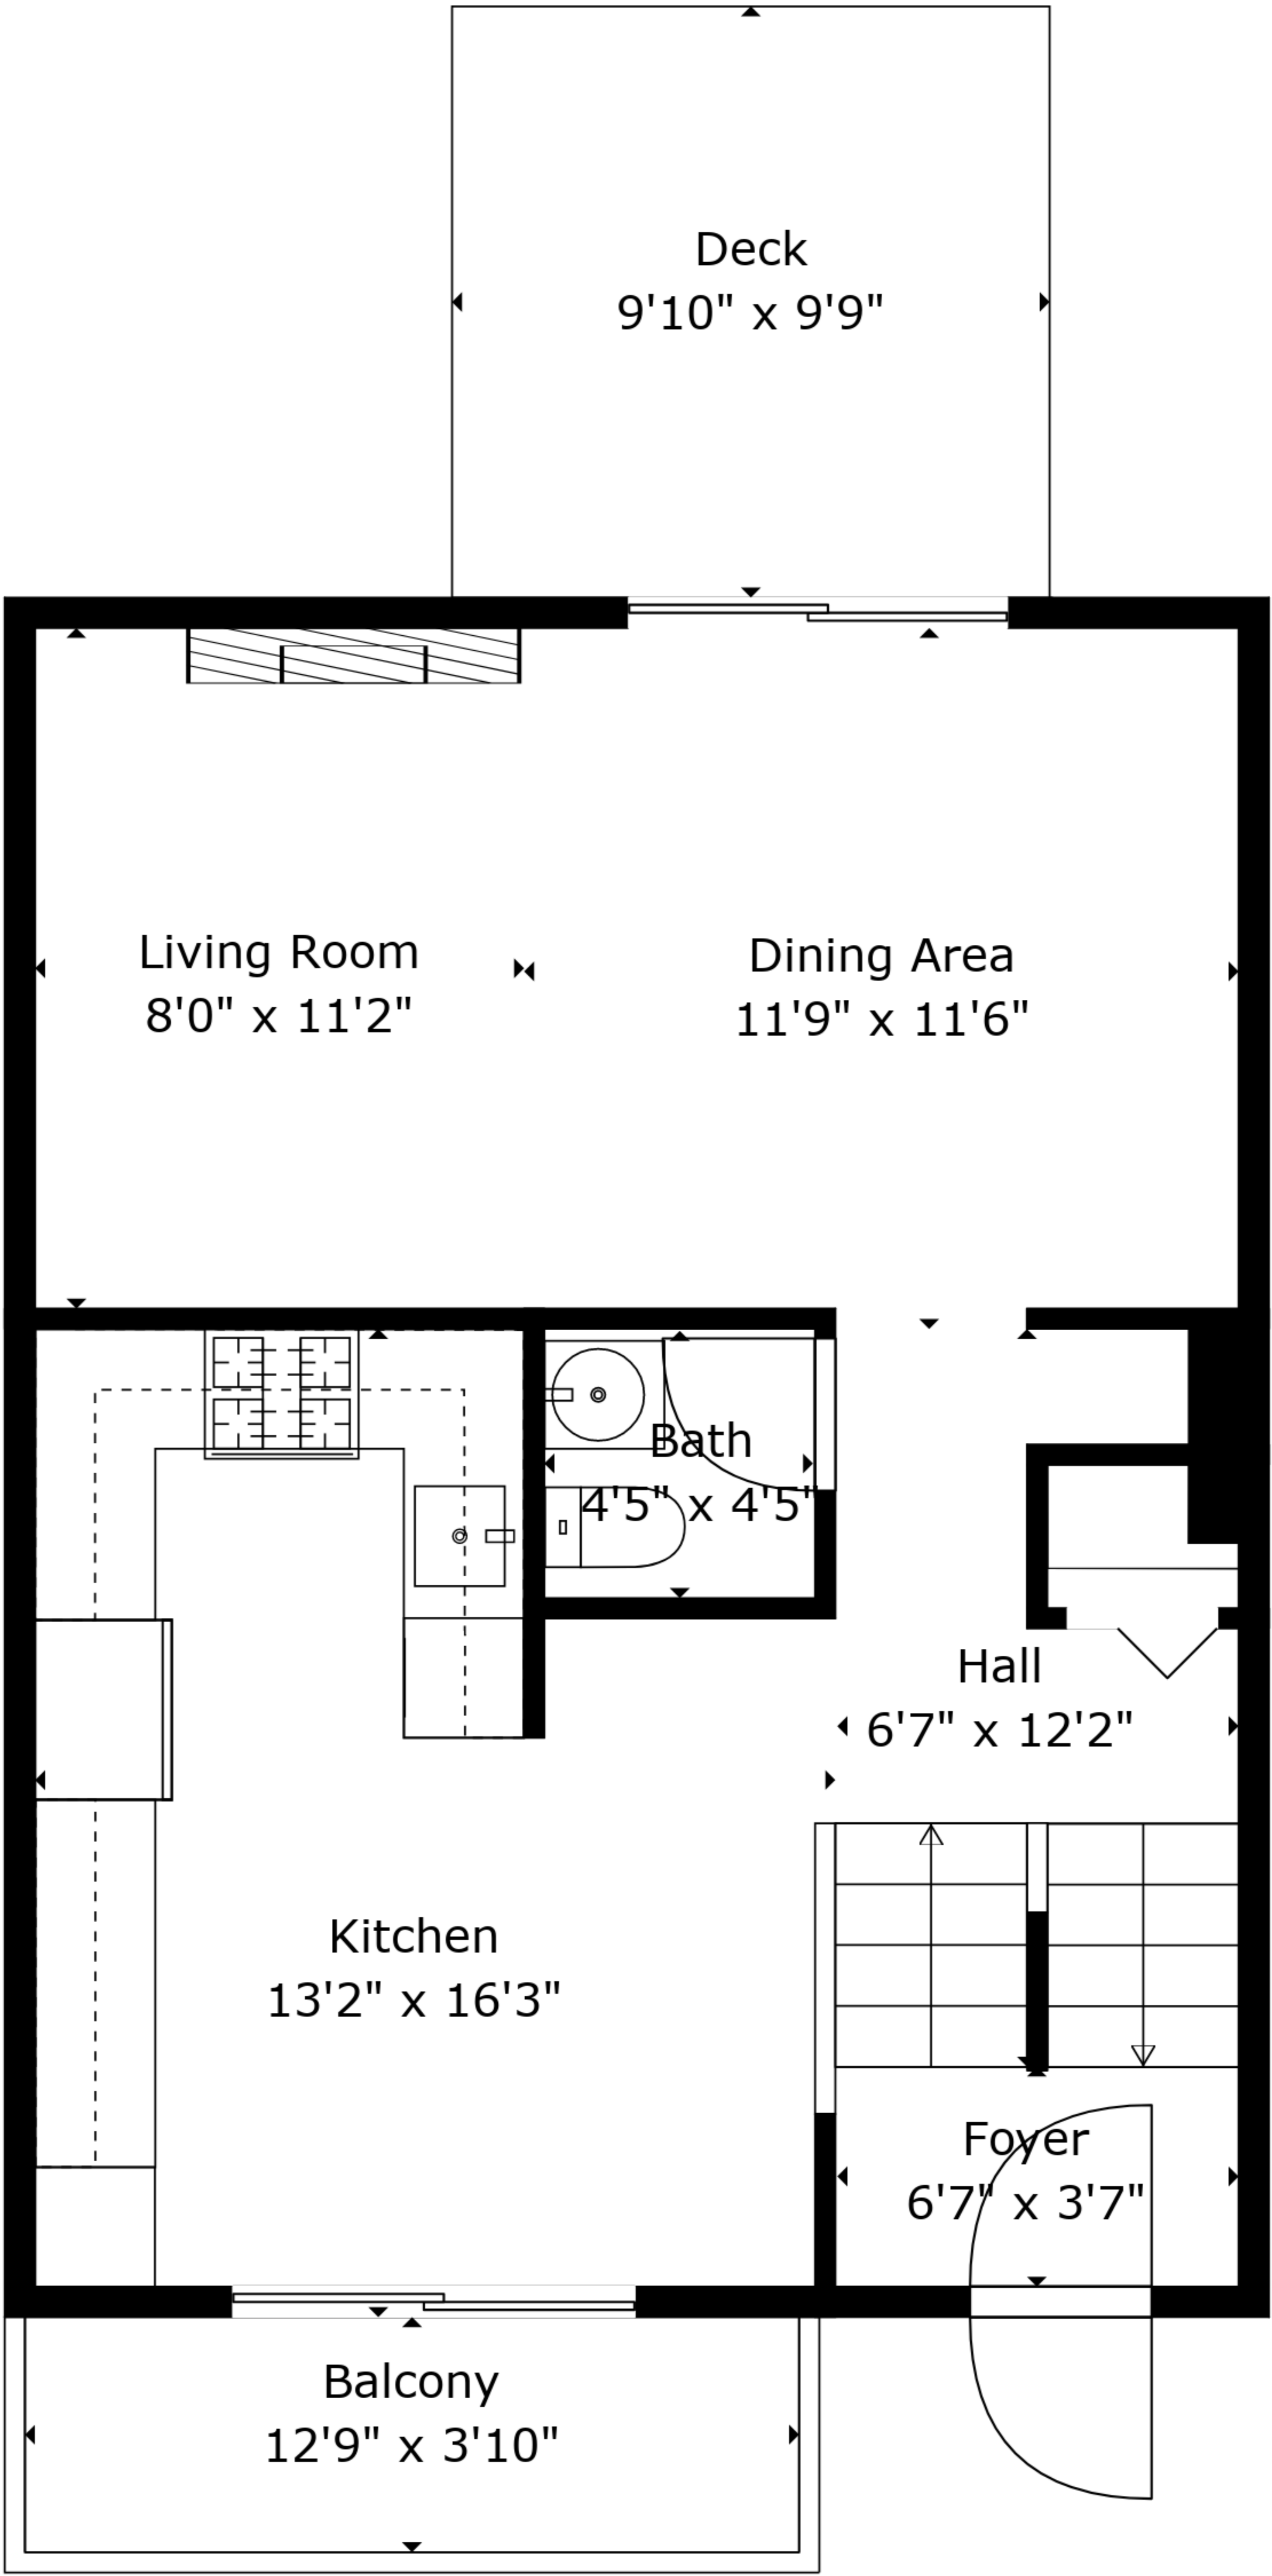 Deck
9'10" x 9'9"
Living Room
8'0" x 11'2"
Dining Area
11'9" x 11'6"
Bath
4'5" x 4'5"
Hall
6'7" x 12'2"
Kitchen
13'2" x 16'3"
Foyer
6'7" x 3'7"
Balcony
12'9" x 3'10"